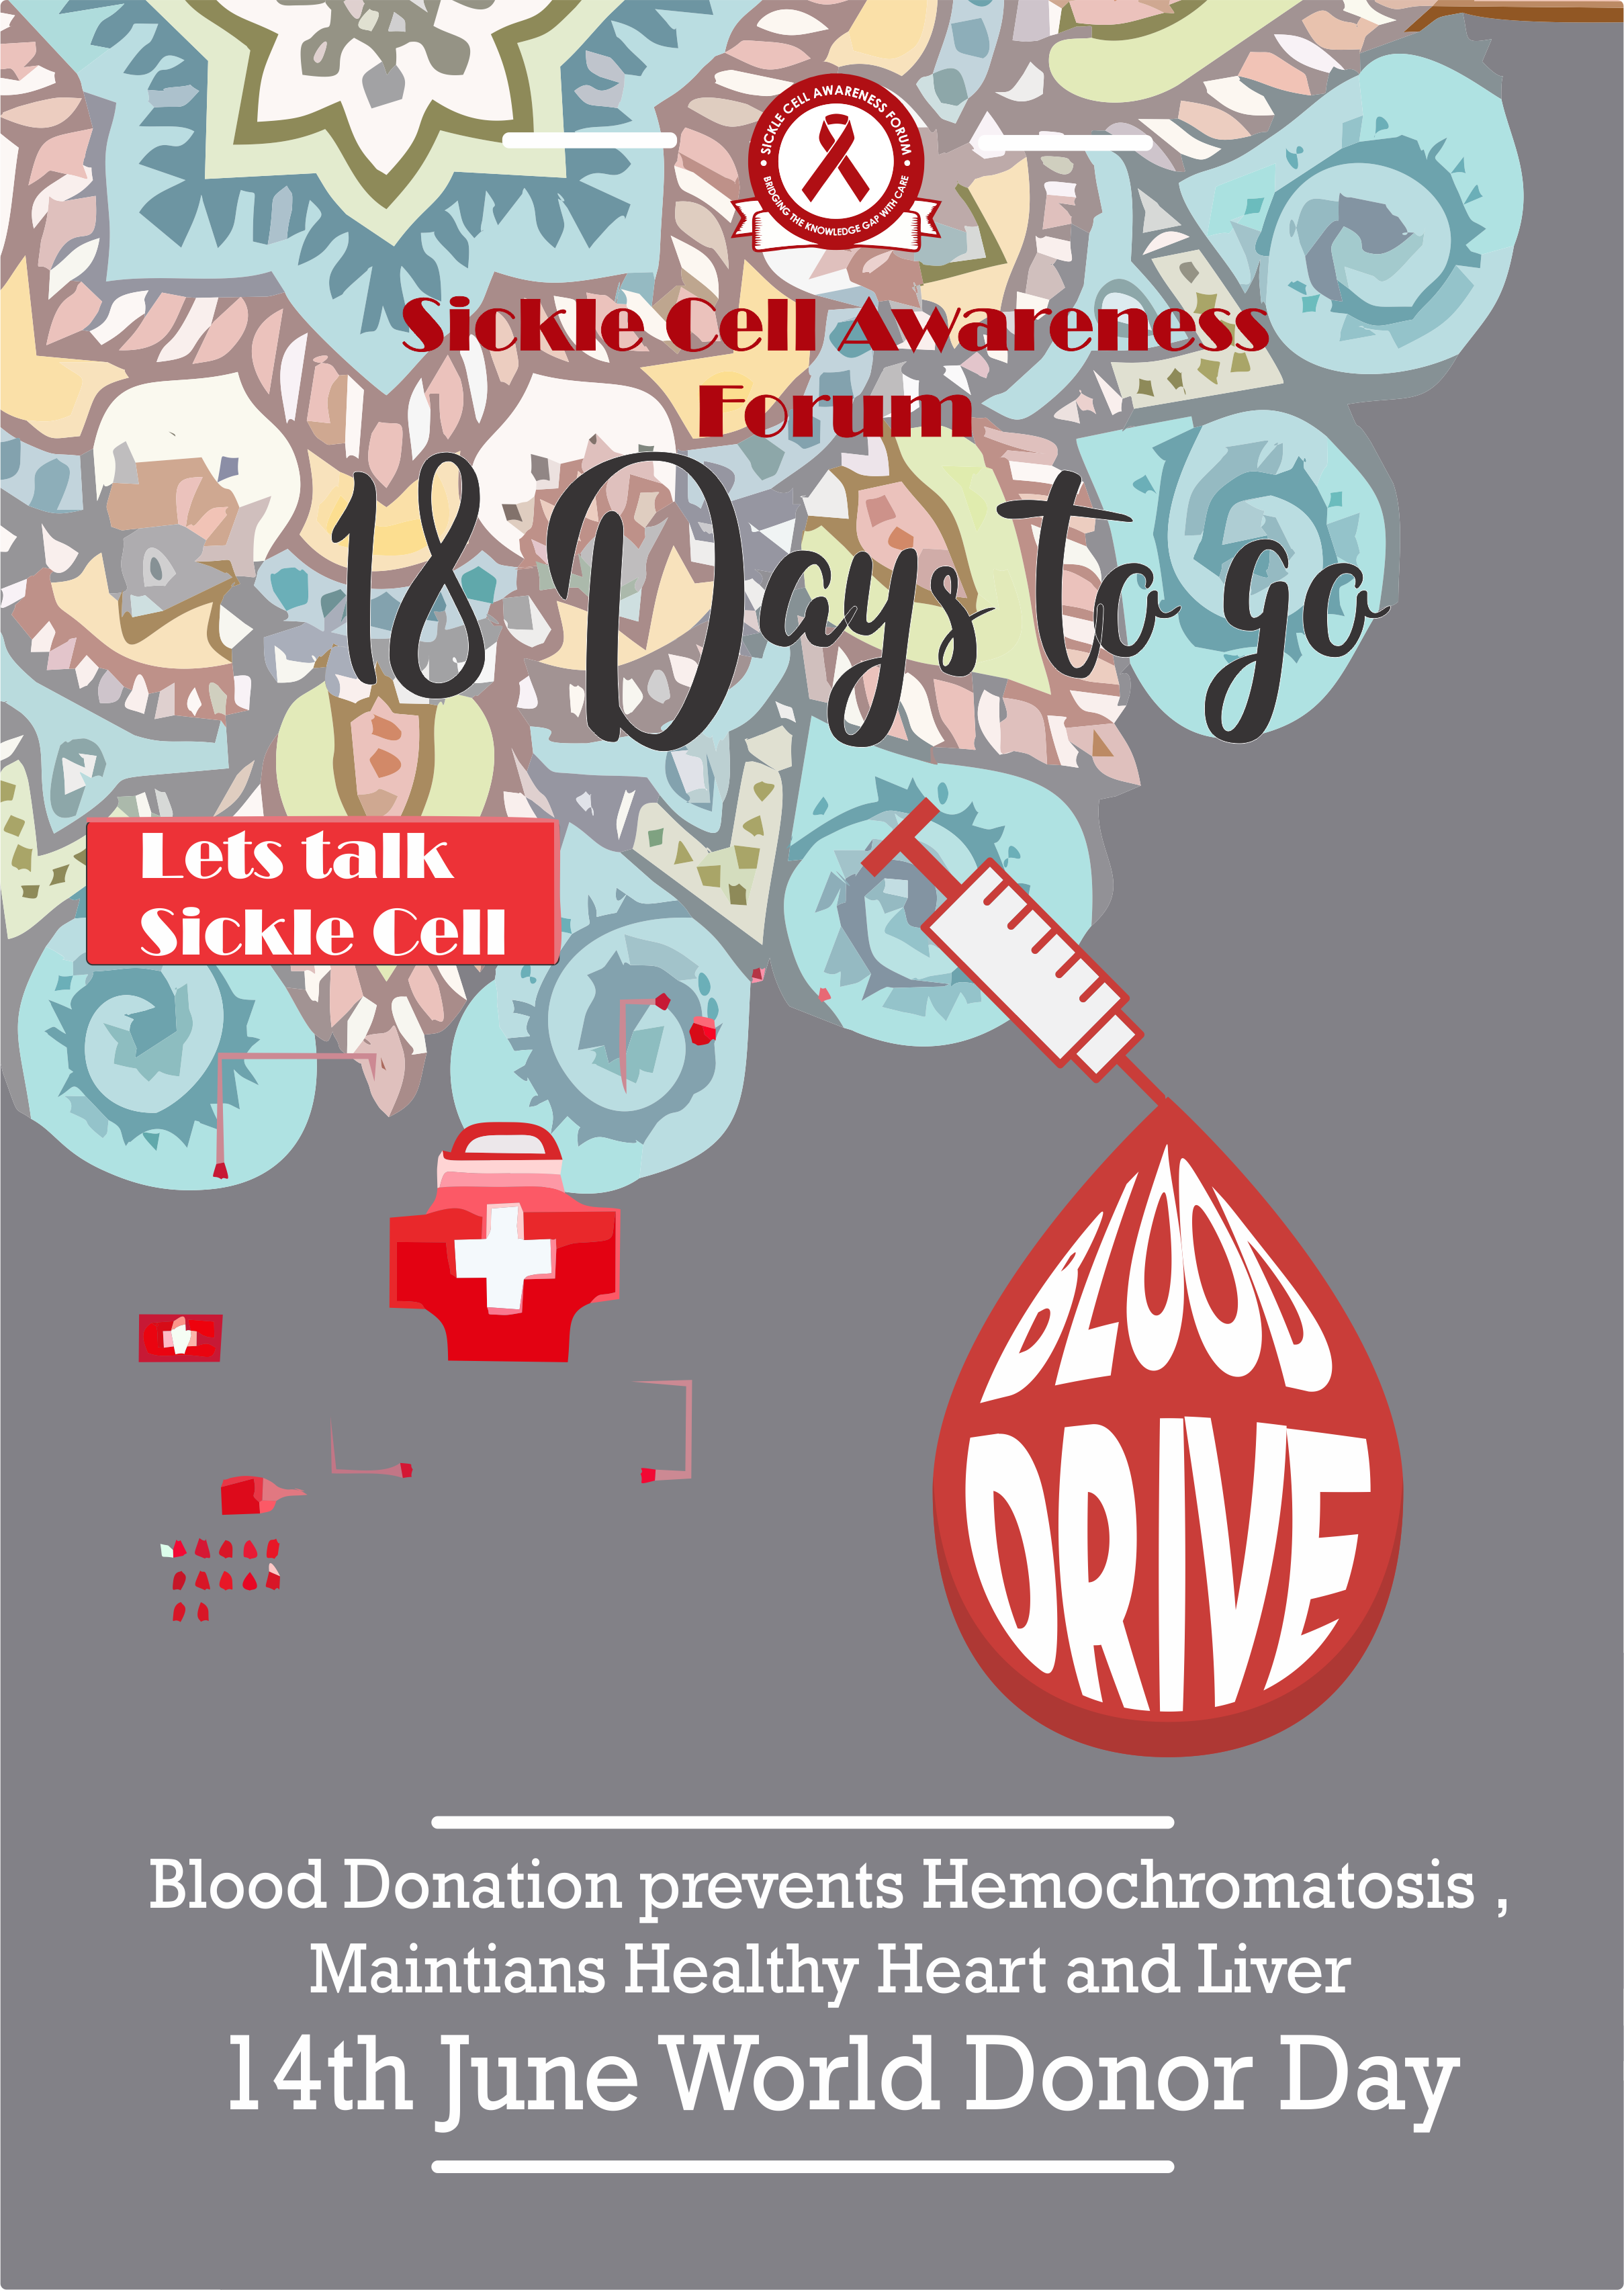 SICKLE CELL AWARENESS FORUM
BRIDGING THE KNOWLEDGE GAP WITH CARE
Sickle Cell Awareness
Forum
18 Days to go
Lets talk
Sickle Cell
BLOOD
DRIVE
Blood Donation prevents Hemochromatosis ,
Maintians Healthy Heart and Liver
14th June World Donor Day